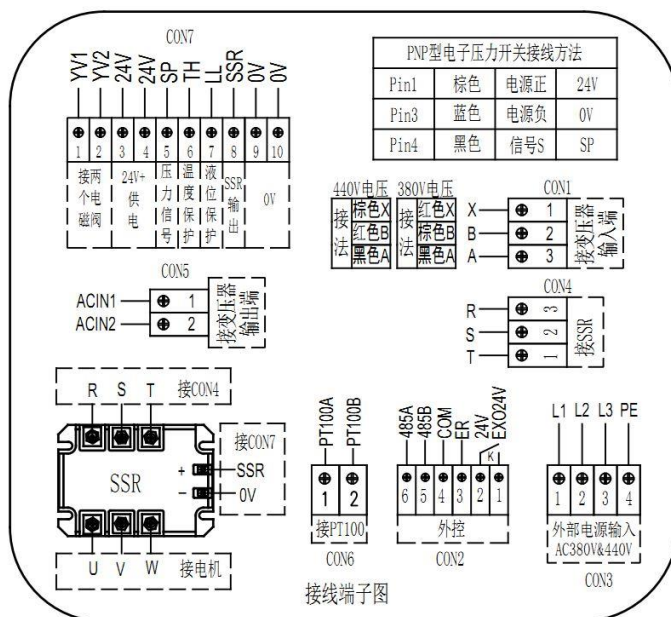 CON7
YV1 YV2 24V 24V SP TH LL SSR 0V 0V
1 2 3 4 5 6 7 8 9 10
接两个电磁阀 24V+供电 压力信号 温度保护 液位保护 SSR输出 0V
PNP型电子压力开关接线方法
Pin1 棕色 电源正 24V
Pin3 蓝色 电源负 0V
Pin4 黑色 信号S SP
440V电压 380V电压
接法 棕色X 红色B 黑色A
接法 红色X 棕色B 黑色A
CON1
X 1
B 2
A 3
接变压器输入端
CON5
ACIN1 1
ACIN2 2
接变压器输出端
CON4
R 3
S 2
T 1
接SSR
R S T 接CON4
SSR
接CON7
+ SSR
- 0V
U V W 接电机
PT100A PT100B
1 2
接PT100
CON6
485A 485B COM ER 24V EXO24V
K
6 5 4 3 2 1
外控
CON2
L1 L2 L3 PE
1 2 3 4
外部电源输入
AC380V&440V
CON3
接线端子图